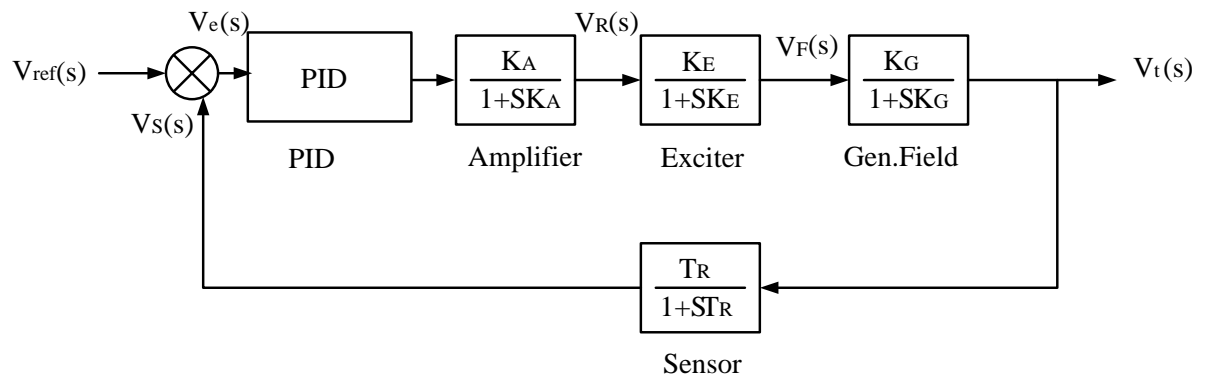 Ve(s)
VR(s)
VF(s)
Vref(s)
PID
KA
1+SKA
KE
1+SKE
KG
1+SKG
Vt(s)
VS(s)
PID
Amplifier
Exciter
Gen.Field
TR
1+STR
Sensor